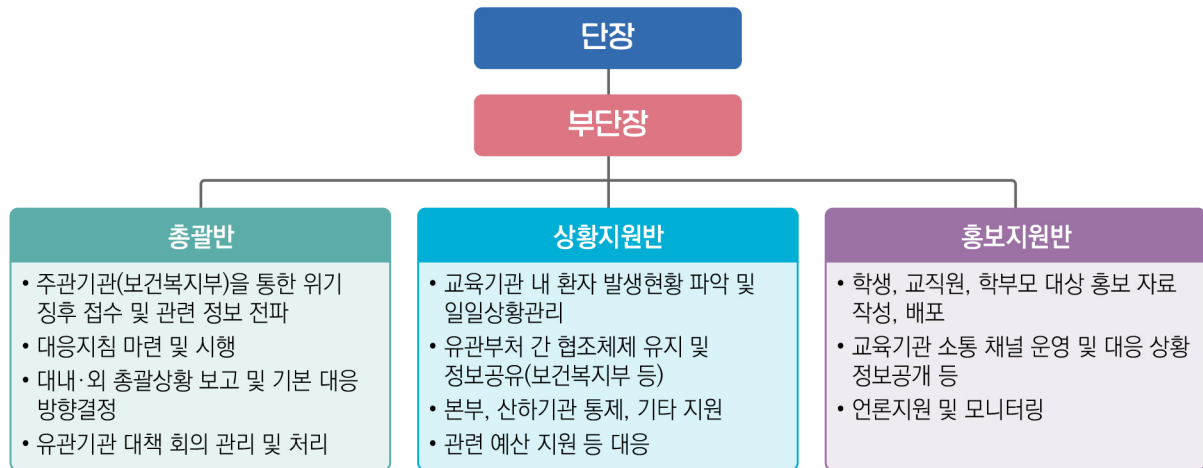 단장
부단장
총괄반
• 주관기관(보건복지부)을 통한 위기
징후 접수 및 관련 정보 전파
• 대응지침 마련 및 시행
• 대내·외 총괄상황 보고 및 기본 대응
방향결정
• 유관기관 대책 회의 관리 및 처리
상황지원반
• 교육기관 내 환자 발생현황 파악 및
일일상황관리
• 유관부처 간 협조체제 유지 및
정보공유(보건복지부 등)
• 본부, 산하기관 통제, 기타 지원
• 관련 예산 지원 등 대응
홍보지원반
• 학생, 교직원, 학부모 대상 홍보 자료
작성, 배포
• 교육기관 소통 채널 운영 및 대응 상황
정보공개 등
• 언론지원 및 모니터링